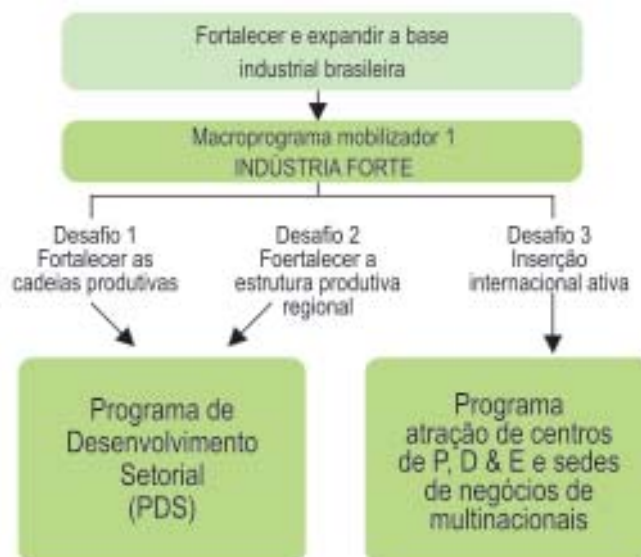 Fortalecer e expandir a base
industrial brasileira
Macroprograma mobilizador 1
INDÚSTRIA FORTE
Desafio 1
Fortalecer as
cadeias produtivas
Desafio 2
Foertalecer a
estrutura produtiva
regional
Desafio 3
Inserção
internacional ativa
Programa de
Desenvolvimento
Setorial
(PDS)
Programa
atração de centros
de P, D & E e sedes
de negócios de
multinacionais